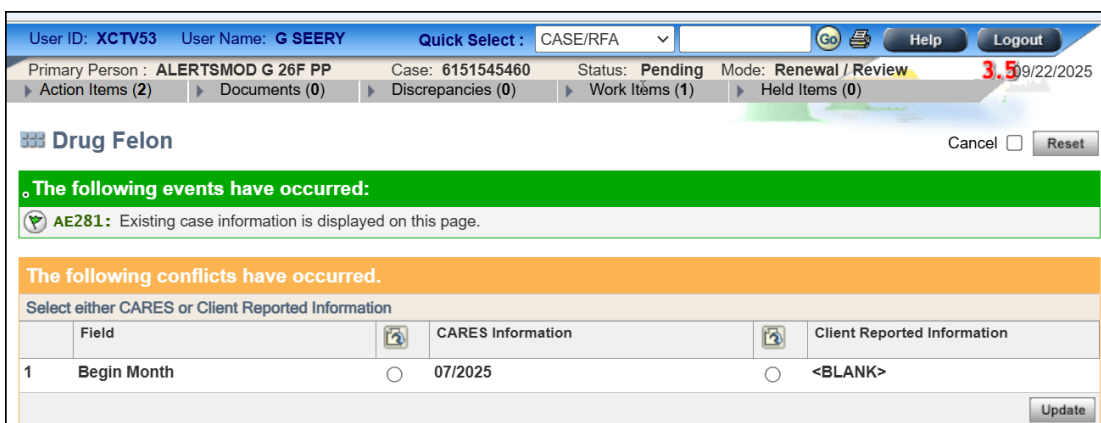 User ID: XCTV53 User Name: G SEERY Quick Select : CASE/RFA Go Help Logout
Primary Person : ALERTSMOD G 26F PP Case: 6151545460 Status: Pending Mode: Renewal / Review 3.5 09/22/2025
Action Items (2) Documents (0) Discrepancies (0) Work Items (1) Held Items (0)
Drug Felon Cancel Reset
The following events have occurred:
AE281: Existing case information is displayed on this page.
The following conflicts have occurred.
Select either CARES or Client Reported Information
Field CARES Information Client Reported Information
1 Begin Month 07/2025 <BLANK>
Update